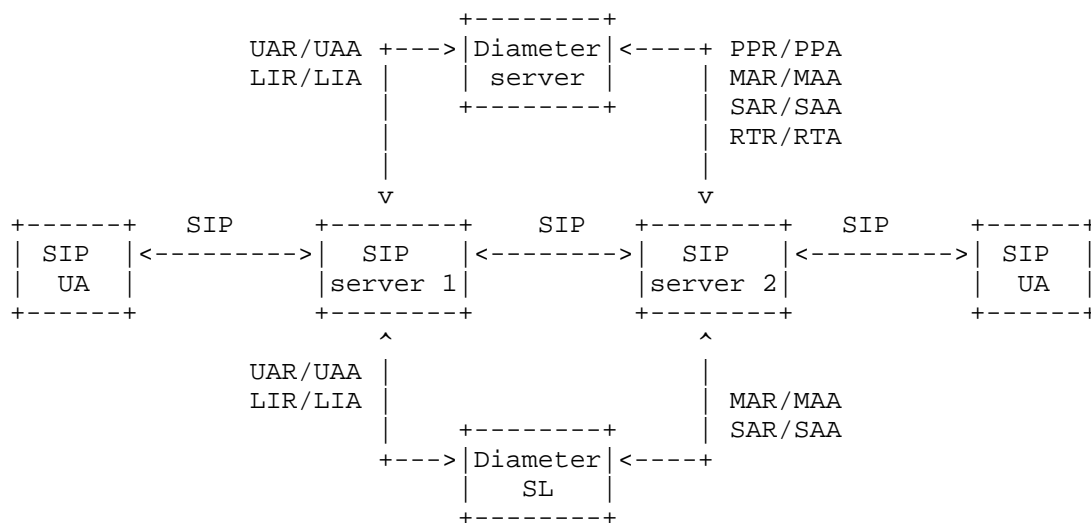 UAR/UAA Diameter PPR/PPA
LIR/LIA server MAR/MAA
SAR/SAA
RTR/RTA
SIP SIP SIP
SIP SIP SIP SIP
UA server 1 server 2 UA
UAR/UAA
LIR/LIA MAR/MAA
SAR/SAA
Diameter
SL